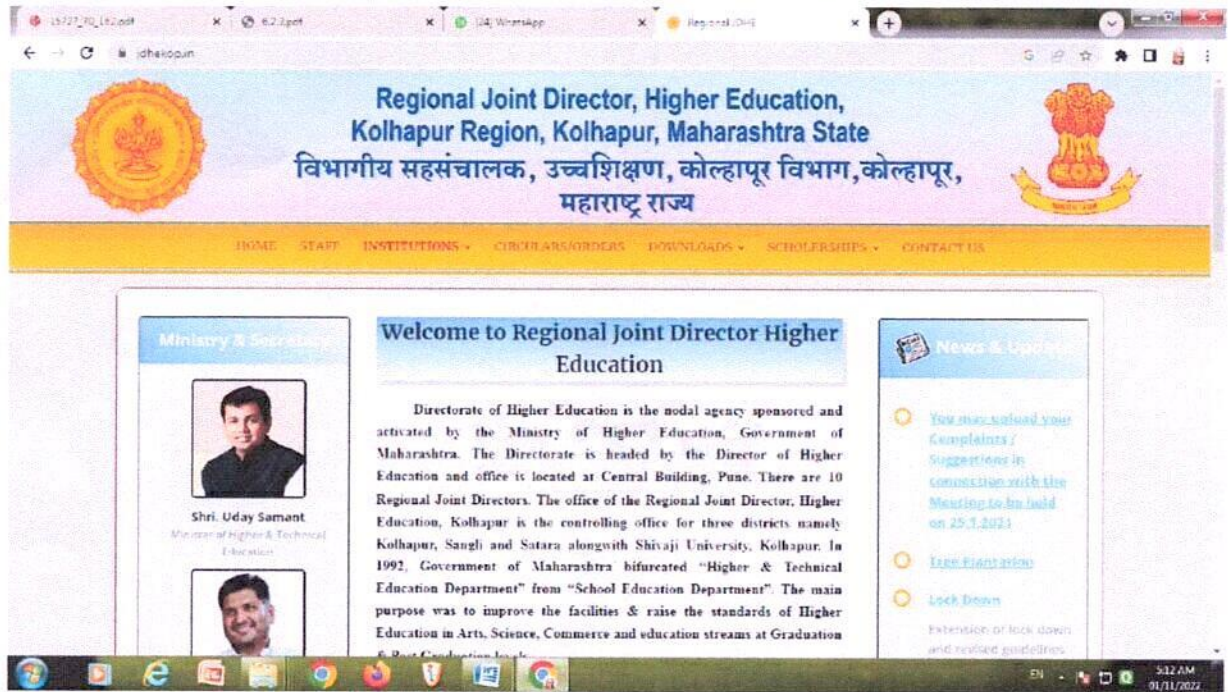 15727_70_162.pdf
6.2.2.pdf
(24) WhatsApp
Regional JDHE
jdhekop.in
Regional Joint Director, Higher Education,
Kolhapur Region, Kolhapur, Maharashtra State
विभागीय सहसंचालक, उच्चशिक्षण, कोल्हापूर विभाग,कोल्हापूर,
महाराष्ट्र राज्य
HOME STAFF INSTITUTIONS CIRCULARS/ORDERS DOWNLOADS SCHOLERSHIPS CONTACT US
Ministry & Secretary
Shri. Uday Samant
Minister of Higher & Technical
Education
Welcome to Regional Joint Director Higher
Education
Directorate of Higher Education is the nodal agency sponsored and
activated by the Ministry of Higher Education, Government of
Maharashtra. The Directorate is headed by the Director of Higher
Education and office is located at Central Building, Pune. There are 10
Regional Joint Directors. The office of the Regional Joint Director, Higher
Education, Kolhapur is the controlling office for three districts namely
Kolhapur, Sangli and Satara alongwith Shivaji University, Kolhapur. In
1992, Government of Maharashtra bifurcated “Higher & Technical
Education Department” from “School Education Department”. The main
purpose was to improve the facilities & raise the standards of Higher
Education in Arts, Science, Commerce and education streams at Graduation
& Post Graduation
News & Update
You may upload your
Complaints /
Suggestions in
connection with the
Meeting to be held
on 25.1.2021
Tree Plantation
Lock Down
Extension of lock down
and revised guidelines
EN
5:12 AM
01/11/2022